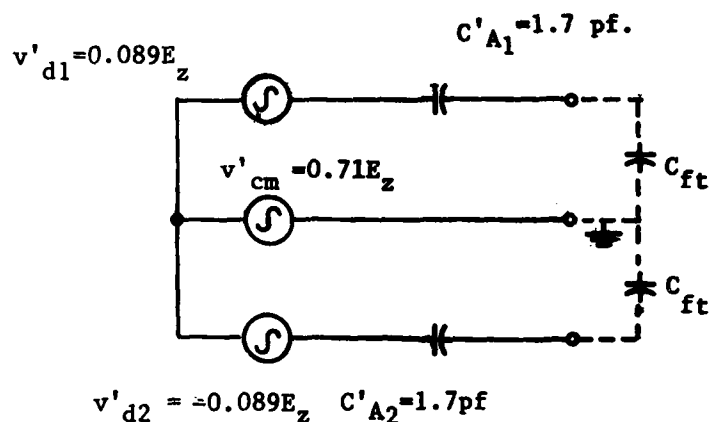 C'A1=1.7 pf.
v'd1=0.089Ez
v'cm=0.71Ez
Cft
Cft
v'd2 = -0.089Ez C'A2=1.7pf